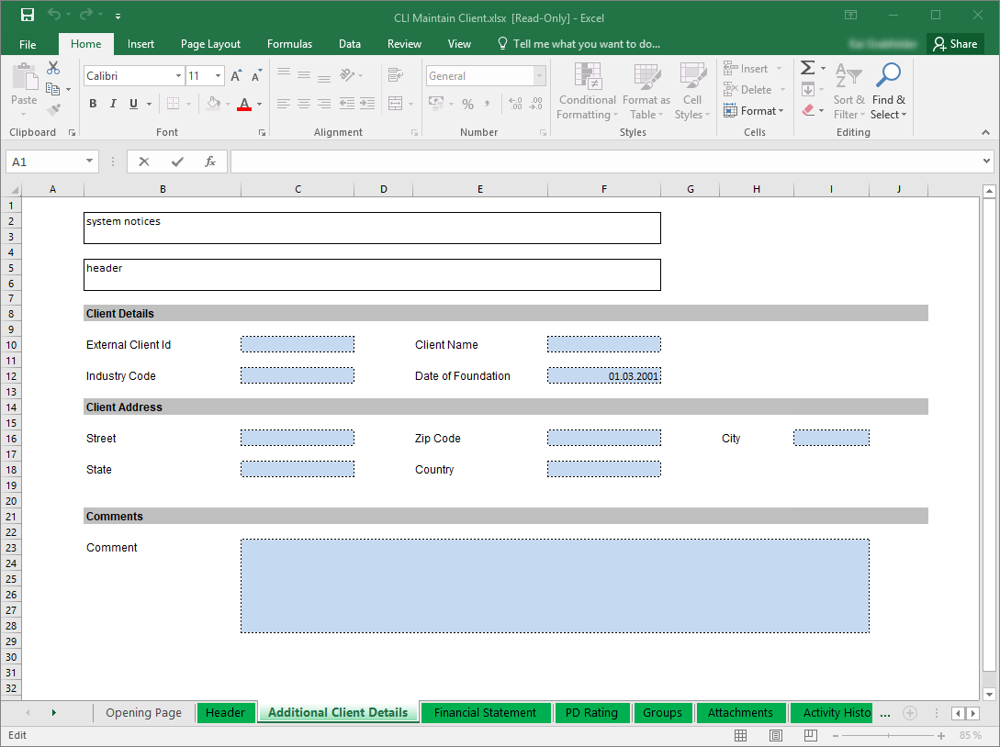 CLI Maintain Client.xlsx [Read-Only] - Excel
File Home Insert Page Layout Formulas Data Review View Tell me what you want to do... Share
Calibri 11 General
Paste
B I U % ,
Conditional Formatting
Format as Table
Cell Styles
Insert
Delete
Format
Sort & Filter
Find & Select
Clipboard Font Alignment Number Styles Cells Editing
A1 fx
A B C D E F G H I J
1
2 system notices
3
4
5 header
6
7
8 Client Details
9
10 External Client Id Client Name
11
12 Industry Code Date of Foundation 01.03.2001
13
14 Client Address
15
16 Street Zip Code City
17
18 State Country
19
20
21 Comments
22
23 Comment
24
25
26
27
28
29
30
31
32
Opening Page Header Additional Client Details Financial Statement PD Rating Groups Attachments Activity Histo ...
Edit 85 %